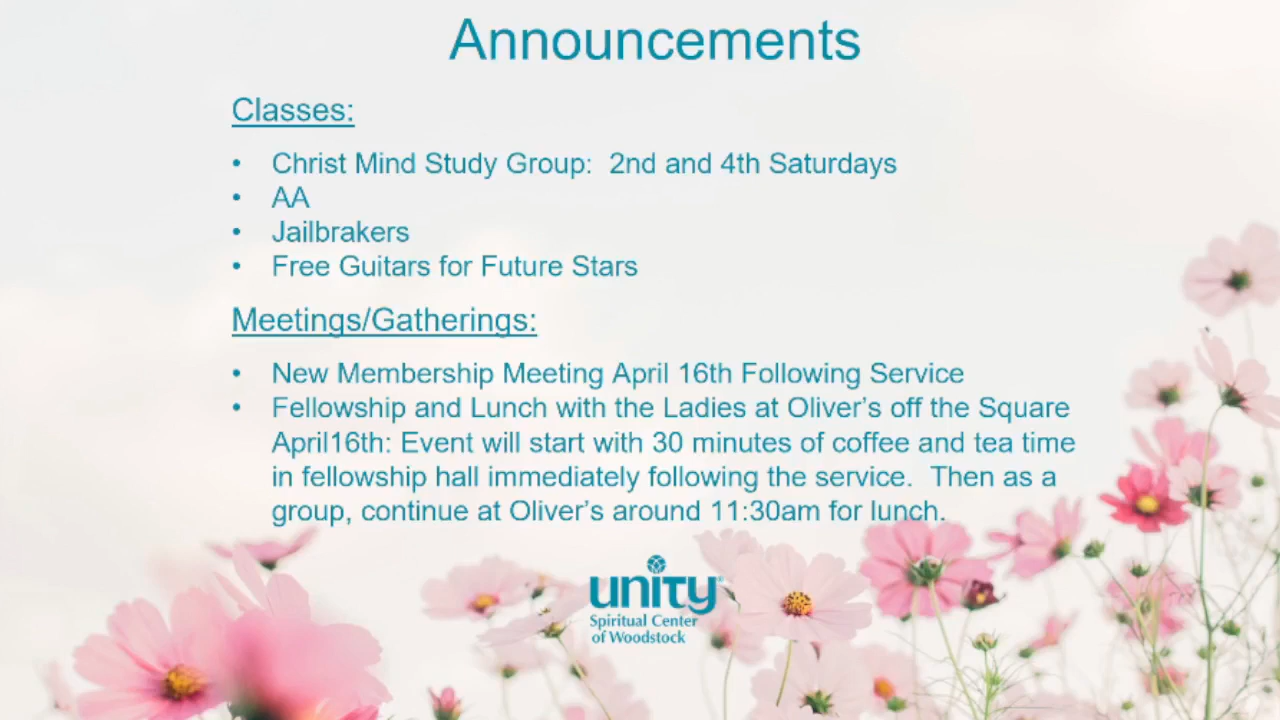 Announcements
Classes:
• Christ Mind Study Group:  2nd and 4th Saturdays
• AA
• Jailbrakers
• Free Guitars for Future Stars
Meetings/Gatherings:
• New Membership Meeting April 16th Following Service
• Fellowship and Lunch with the Ladies at Oliver's off the Square
April16th: Event will start with 30 minutes of coffee and tea time
in fellowship hall immediately following the service.  Then as a
group, continue at Oliver's around 11:30am for lunch.
unity®
Spiritual Center
of Woodstock